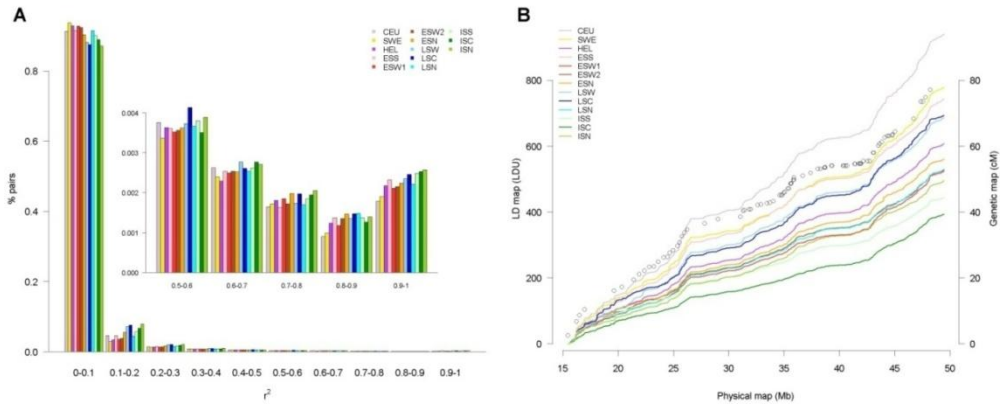 A
CEU ESW2 ISS
SWE ESN ISC
HEL LSW ISN
ESS LSC
ESW1 LSN
0.8
0.6
0.4
0.2
0.0
% pairs
0.004
0.003
0.002
0.001
0.000
0.5-0.6 0.6-0.7 0.7-0.8 0.8-0.9 0.9-1
0-0.1 0.1-0.2 0.2-0.3 0.3-0.4 0.4-0.5 0.5-0.6 0.6-0.7 0.7-0.8 0.8-0.9 0.9-1
r²
B
CEU
SWE
HEL
ESS
ESW1
ESW2
ESN
LSW
LSC
LSN
ISS
ISC
ISN
800
600
400
200
0
LD map (LDU)
80
60
40
20
0
Genetic map (cM)
15 20 25 30 35 40 45 50
Physical map (Mb)